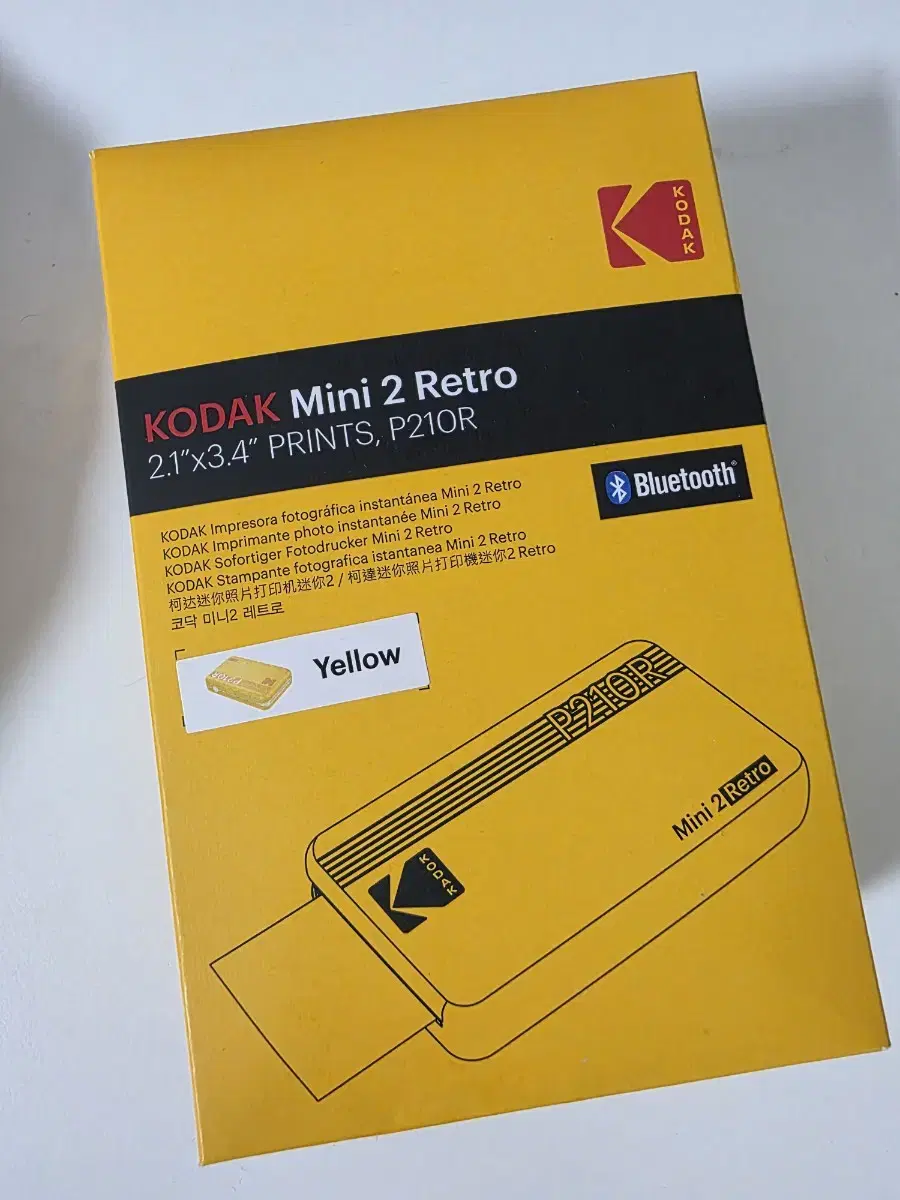 KODAK
KODAK Mini 2 Retro
2.1”x3.4” PRINTS, P210R
Bluetooth®
KODAK Impresora fotográfica instantánea Mini 2 Retro
KODAK Imprimante photo instantanée Mini 2 Retro
KODAK Sofortiger Fotodrucker Mini 2 Retro
KODAK Stampante fotografica istantanea Mini 2 Retro
柯达迷你照片打印机迷你2 / 柯達迷你照片打印機迷你2 Retro
코닥 미니2 레트로
Yellow
P210R
Mini 2 Retro
KODAK